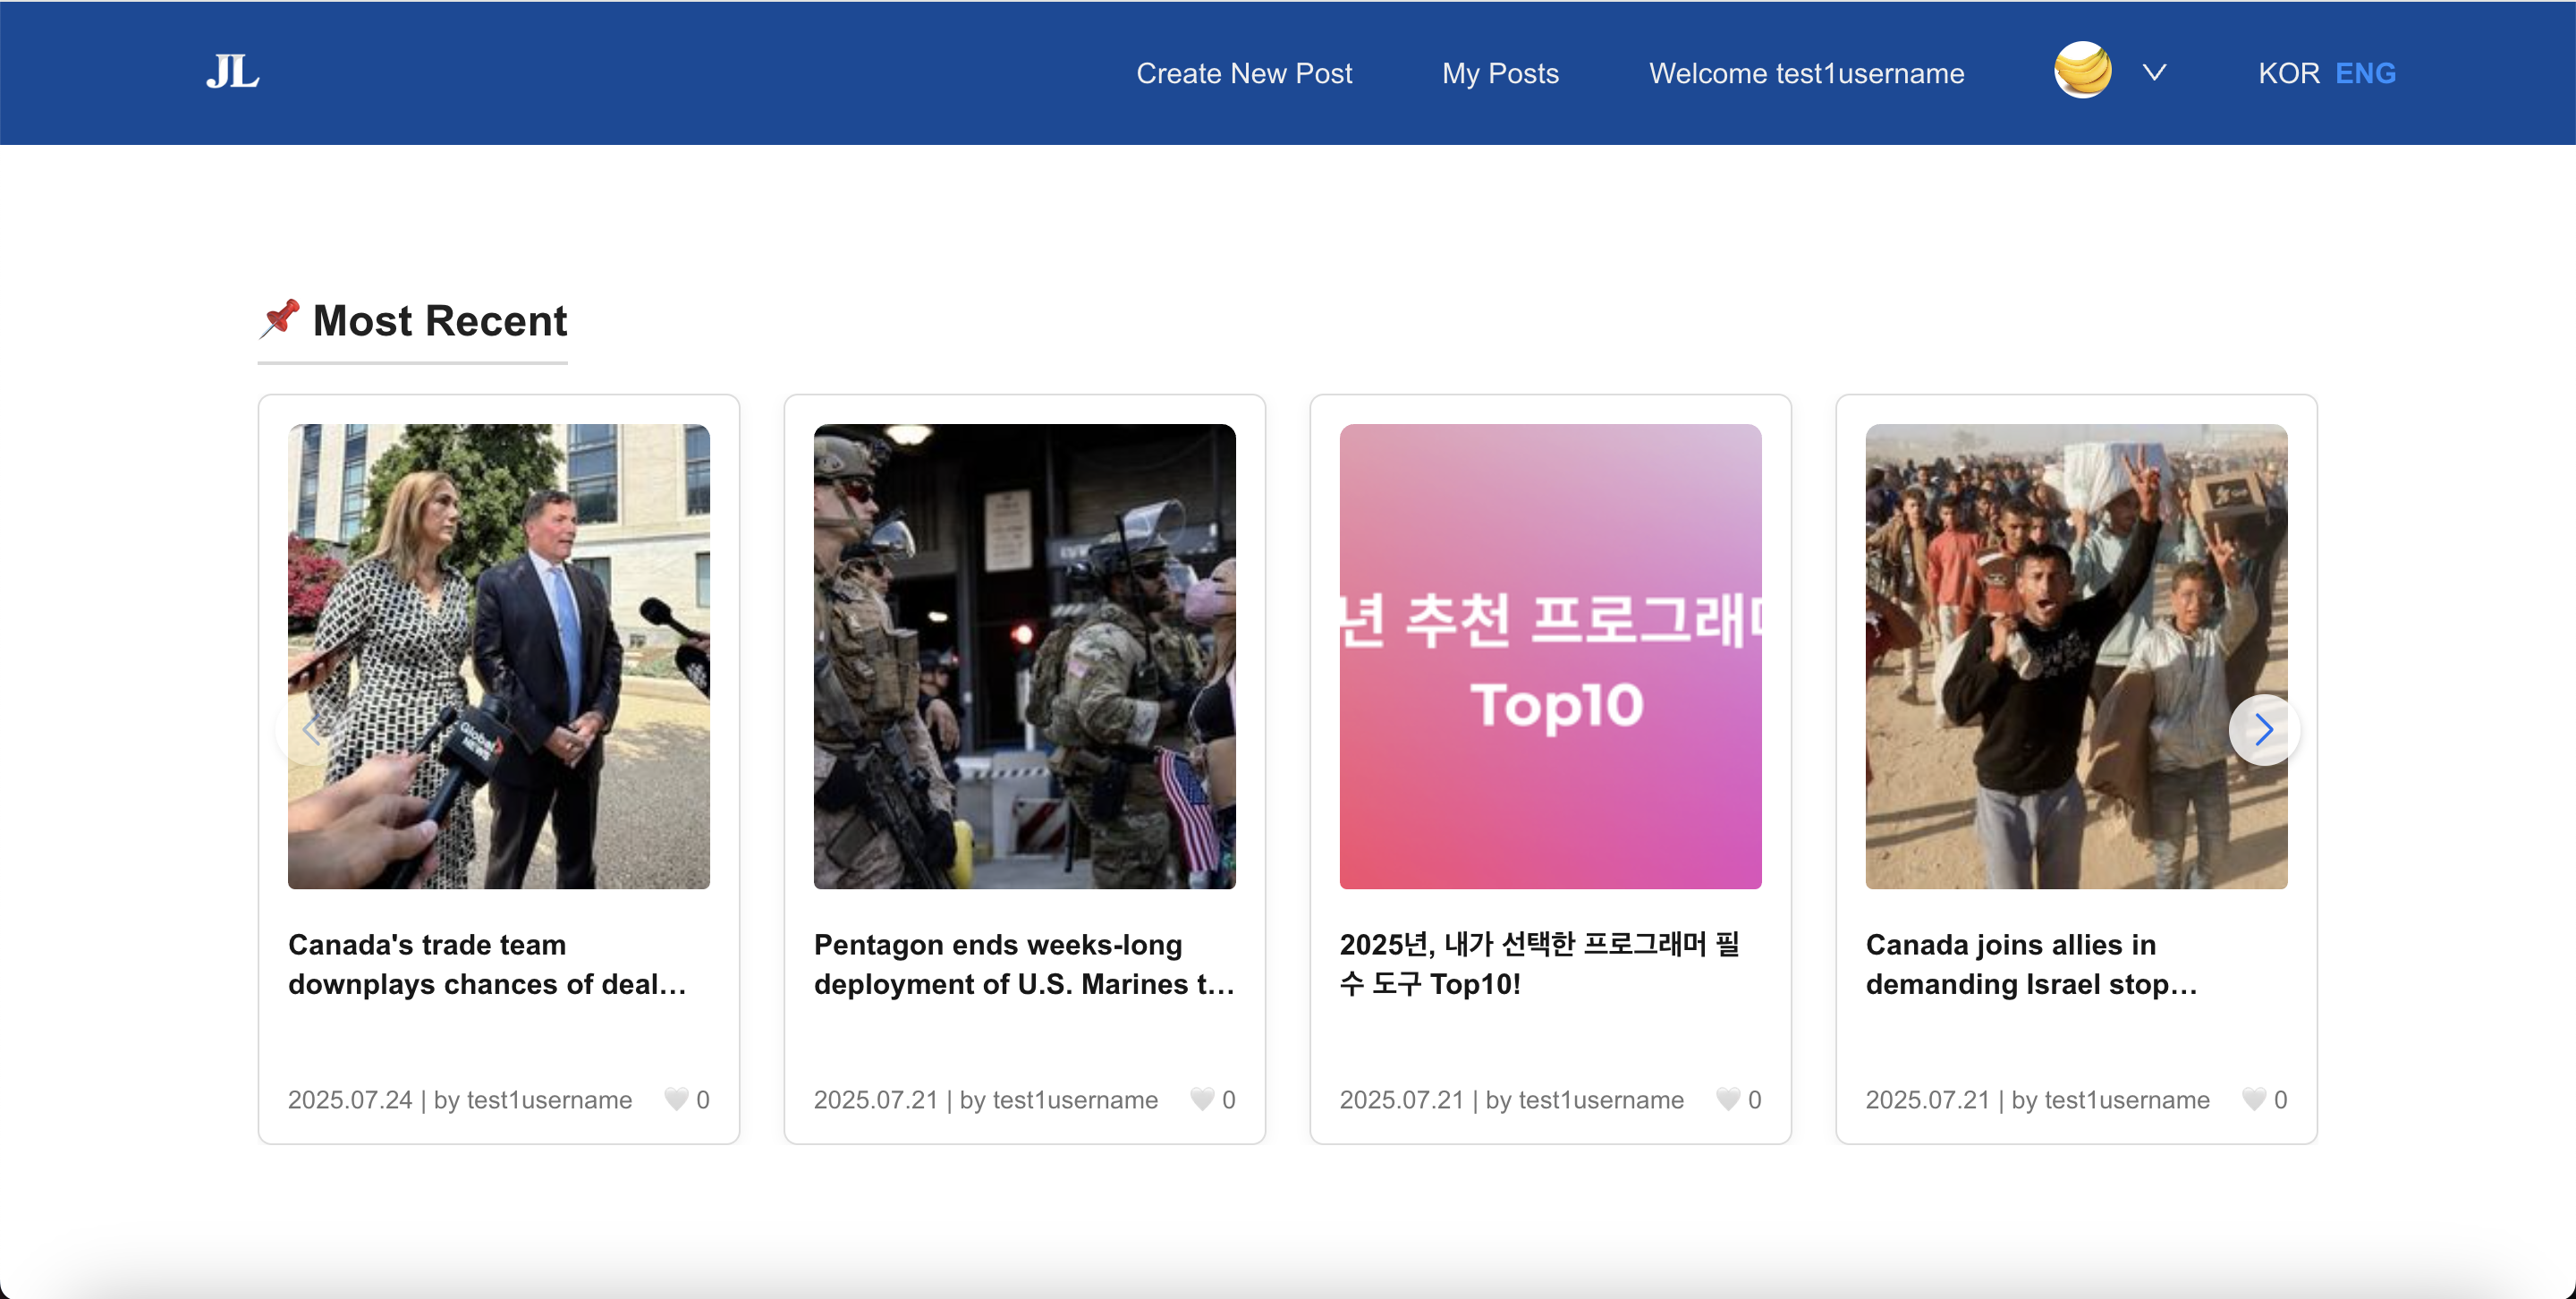 JL
Create New Post
My Posts
Welcome test1username
KOR ENG
Most Recent
Global
NEWS
년 추천 프로그래
Top10
Canada's trade team
downplays chances of deal...
2025.07.24 | by test1username
0
Pentagon ends weeks-long
deployment of U.S. Marines t...
2025.07.21 | by test1username
0
2025년, 내가 선택한 프로그래머 필
수 도구 Top10!
2025.07.21 | by test1username
0
Canada joins allies in
demanding Israel stop...
2025.07.21 | by test1username
0